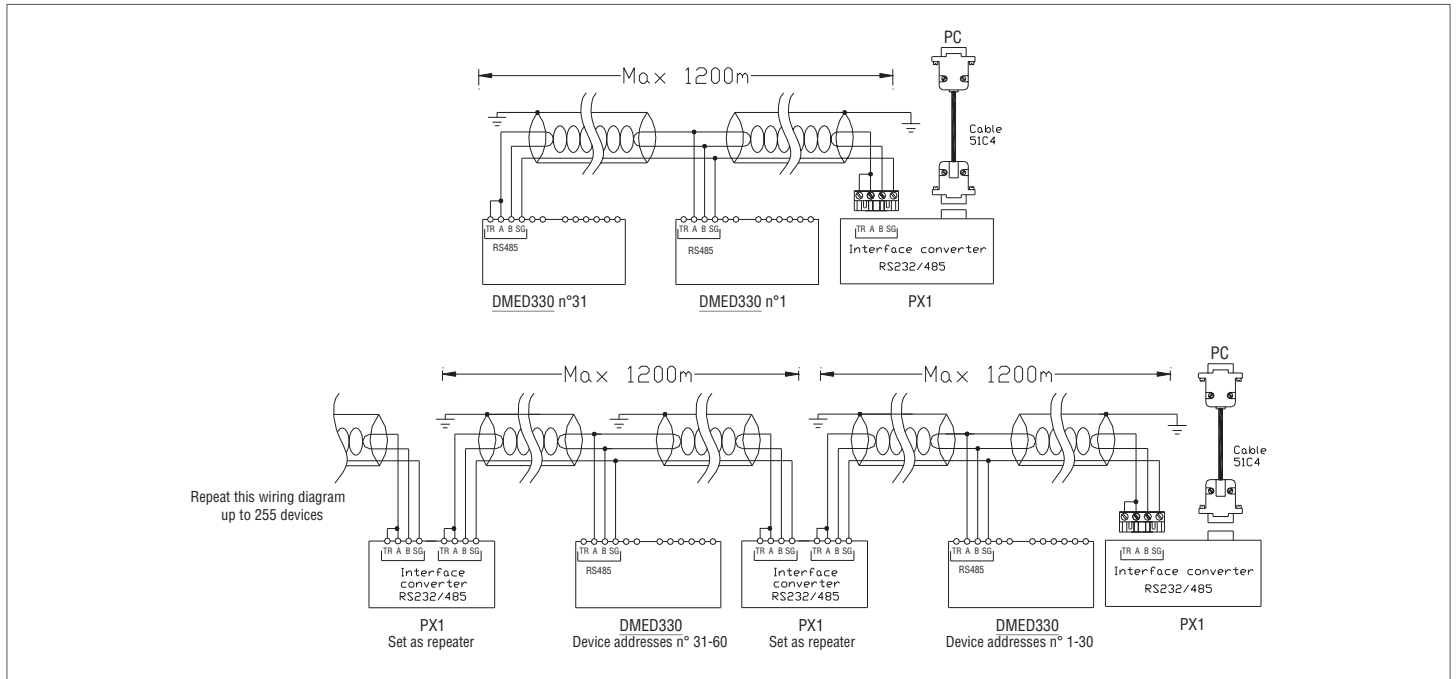 PC
Max 1200m
Cable
51C4
TR A B SG
RS485
TR A B SG
RS485
TR A B SG
Interface converter
RS232/485
DMED330 n°31
DMED330 n°1
PX1
PC
Max 1200m
Max 1200m
Cable
51C4
Repeat this wiring diagram
up to 255 devices
TR A B SG
TR A B SG
Interface
converter
RS232/485
TR A B SG
RS485
TR A B SG
TR A B SG
Interface
converter
RS232/485
TR A B SG
RS485
TR A B SG
Interface converter
RS232/485
PX1
Set as repeater
DMED330
Device addresses n° 31-60
PX1
Set as repeater
DMED330
Device addresses n° 1-30
PX1